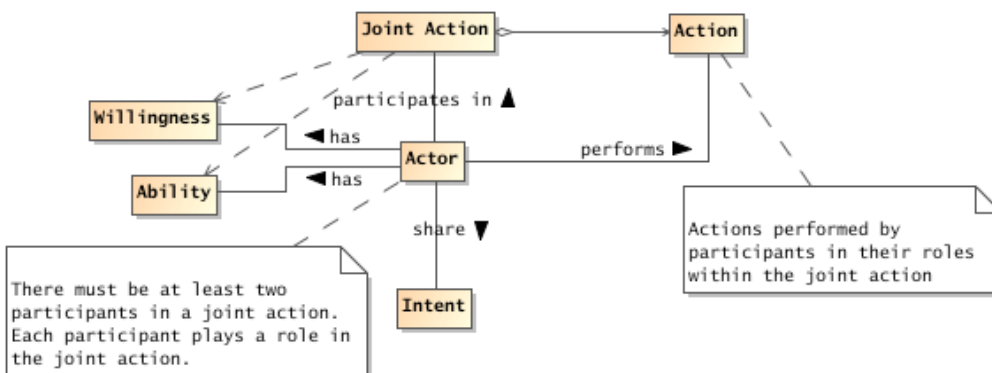 Joint Action
Action
participates in
Willingness
has
Actor
performs
Ability
has
share
Actions performed by
participants in their roles
within the joint action
There must be at least two
participants in a joint action.
Each participant plays a role in
the joint action.
Intent